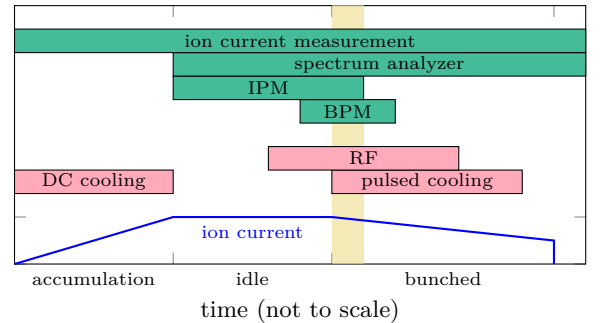 ion current measurement
spectrum analyzer
IPM
BPM
RF
DC cooling
pulsed cooling
ion current
accumulation
idle
bunched
time (not to scale)